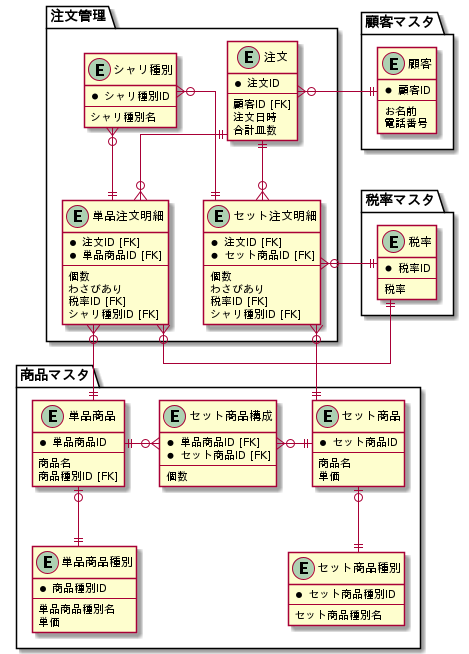 注文管理
E シャリ種別
● シャリ種別ID
シャリ種別名
E 注文
● 注文ID
顧客ID [FK]
注文日時
合計皿数
E 単品注文明細
● 注文ID [FK]
● 単品商品ID [FK]
個数
わさびあり
税率ID [FK]
シャリ種別ID [FK]
E セット注文明細
● 注文ID [FK]
● セット商品ID [FK]
個数
わさびあり
税率ID [FK]
シャリ種別ID [FK]
顧客マスタ
E 顧客
● 顧客ID
お名前
電話番号
税率マスタ
E 税率
● 税率ID
税率
商品マスタ
E 単品商品
● 単品商品ID
商品名
商品種別ID [FK]
E セット商品構成
● 単品商品ID [FK]
● セット商品ID [FK]
個数
E セット商品
● セット商品ID
商品名
単価
E 単品商品種別
● 商品種別ID
単品商品種別名
単価
E セット商品種別
● セット商品種別ID
セット商品種別名